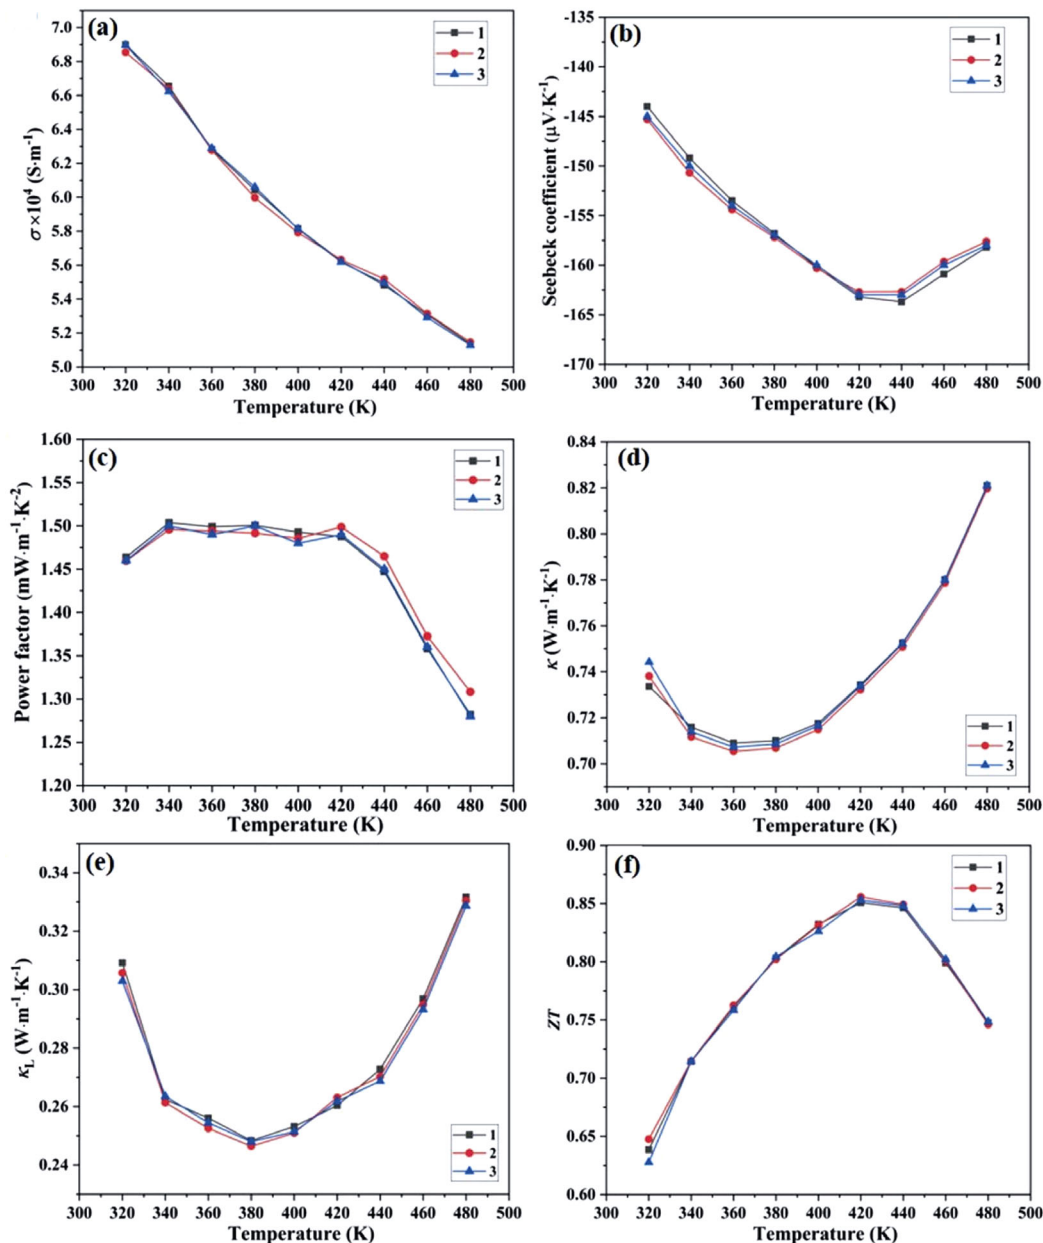 (a)
1
2
3
7.0
6.8
6.6
6.4
6.2
6.0
5.8
5.6
5.4
5.2
5.0
σ ×10⁴ (S·m⁻¹)
300 320 340 360 380 400 420 440 460 480 500
Temperature (K)
(b)
1
2
3
-135
-140
-145
-150
-155
-160
-165
-170
Seebeck coefficient (μV·K⁻¹)
300 320 340 360 380 400 420 440 460 480 500
Temperature (K)
(c)
1
2
3
1.60
1.55
1.50
1.45
1.40
1.35
1.30
1.25
1.20
Power factor (mW·m⁻¹·K⁻²)
300 320 340 360 380 400 420 440 460 480 500
Temperature (K)
(d)
0.84
0.82
0.80
0.78
0.76
0.74
0.72
0.70
κ (W·m⁻¹·K⁻¹)
1
2
3
300 320 340 360 380 400 420 440 460 480 500
Temperature (K)
(e)
0.34
0.32
0.30
0.28
0.26
0.24
κL (W·m⁻¹·K⁻¹)
1
2
3
300 320 340 360 380 400 420 440 460 480 500
Temperature (K)
(f)
1
2
3
0.90
0.85
0.80
0.75
0.70
0.65
0.60
ZT
300 320 340 360 380 400 420 440 460 480 500
Temperature (K)